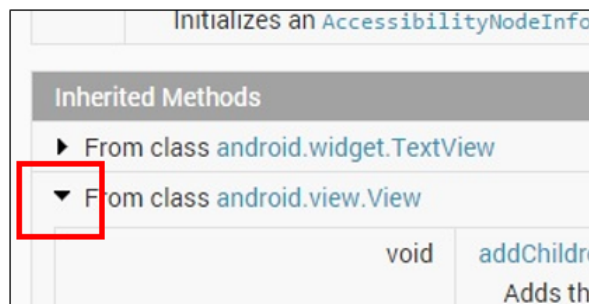 Initializes an AccessibilityNodeInfo
Inherited Methods
From class android.widget.TextView
From class android.view.View
void addChildre
Adds th